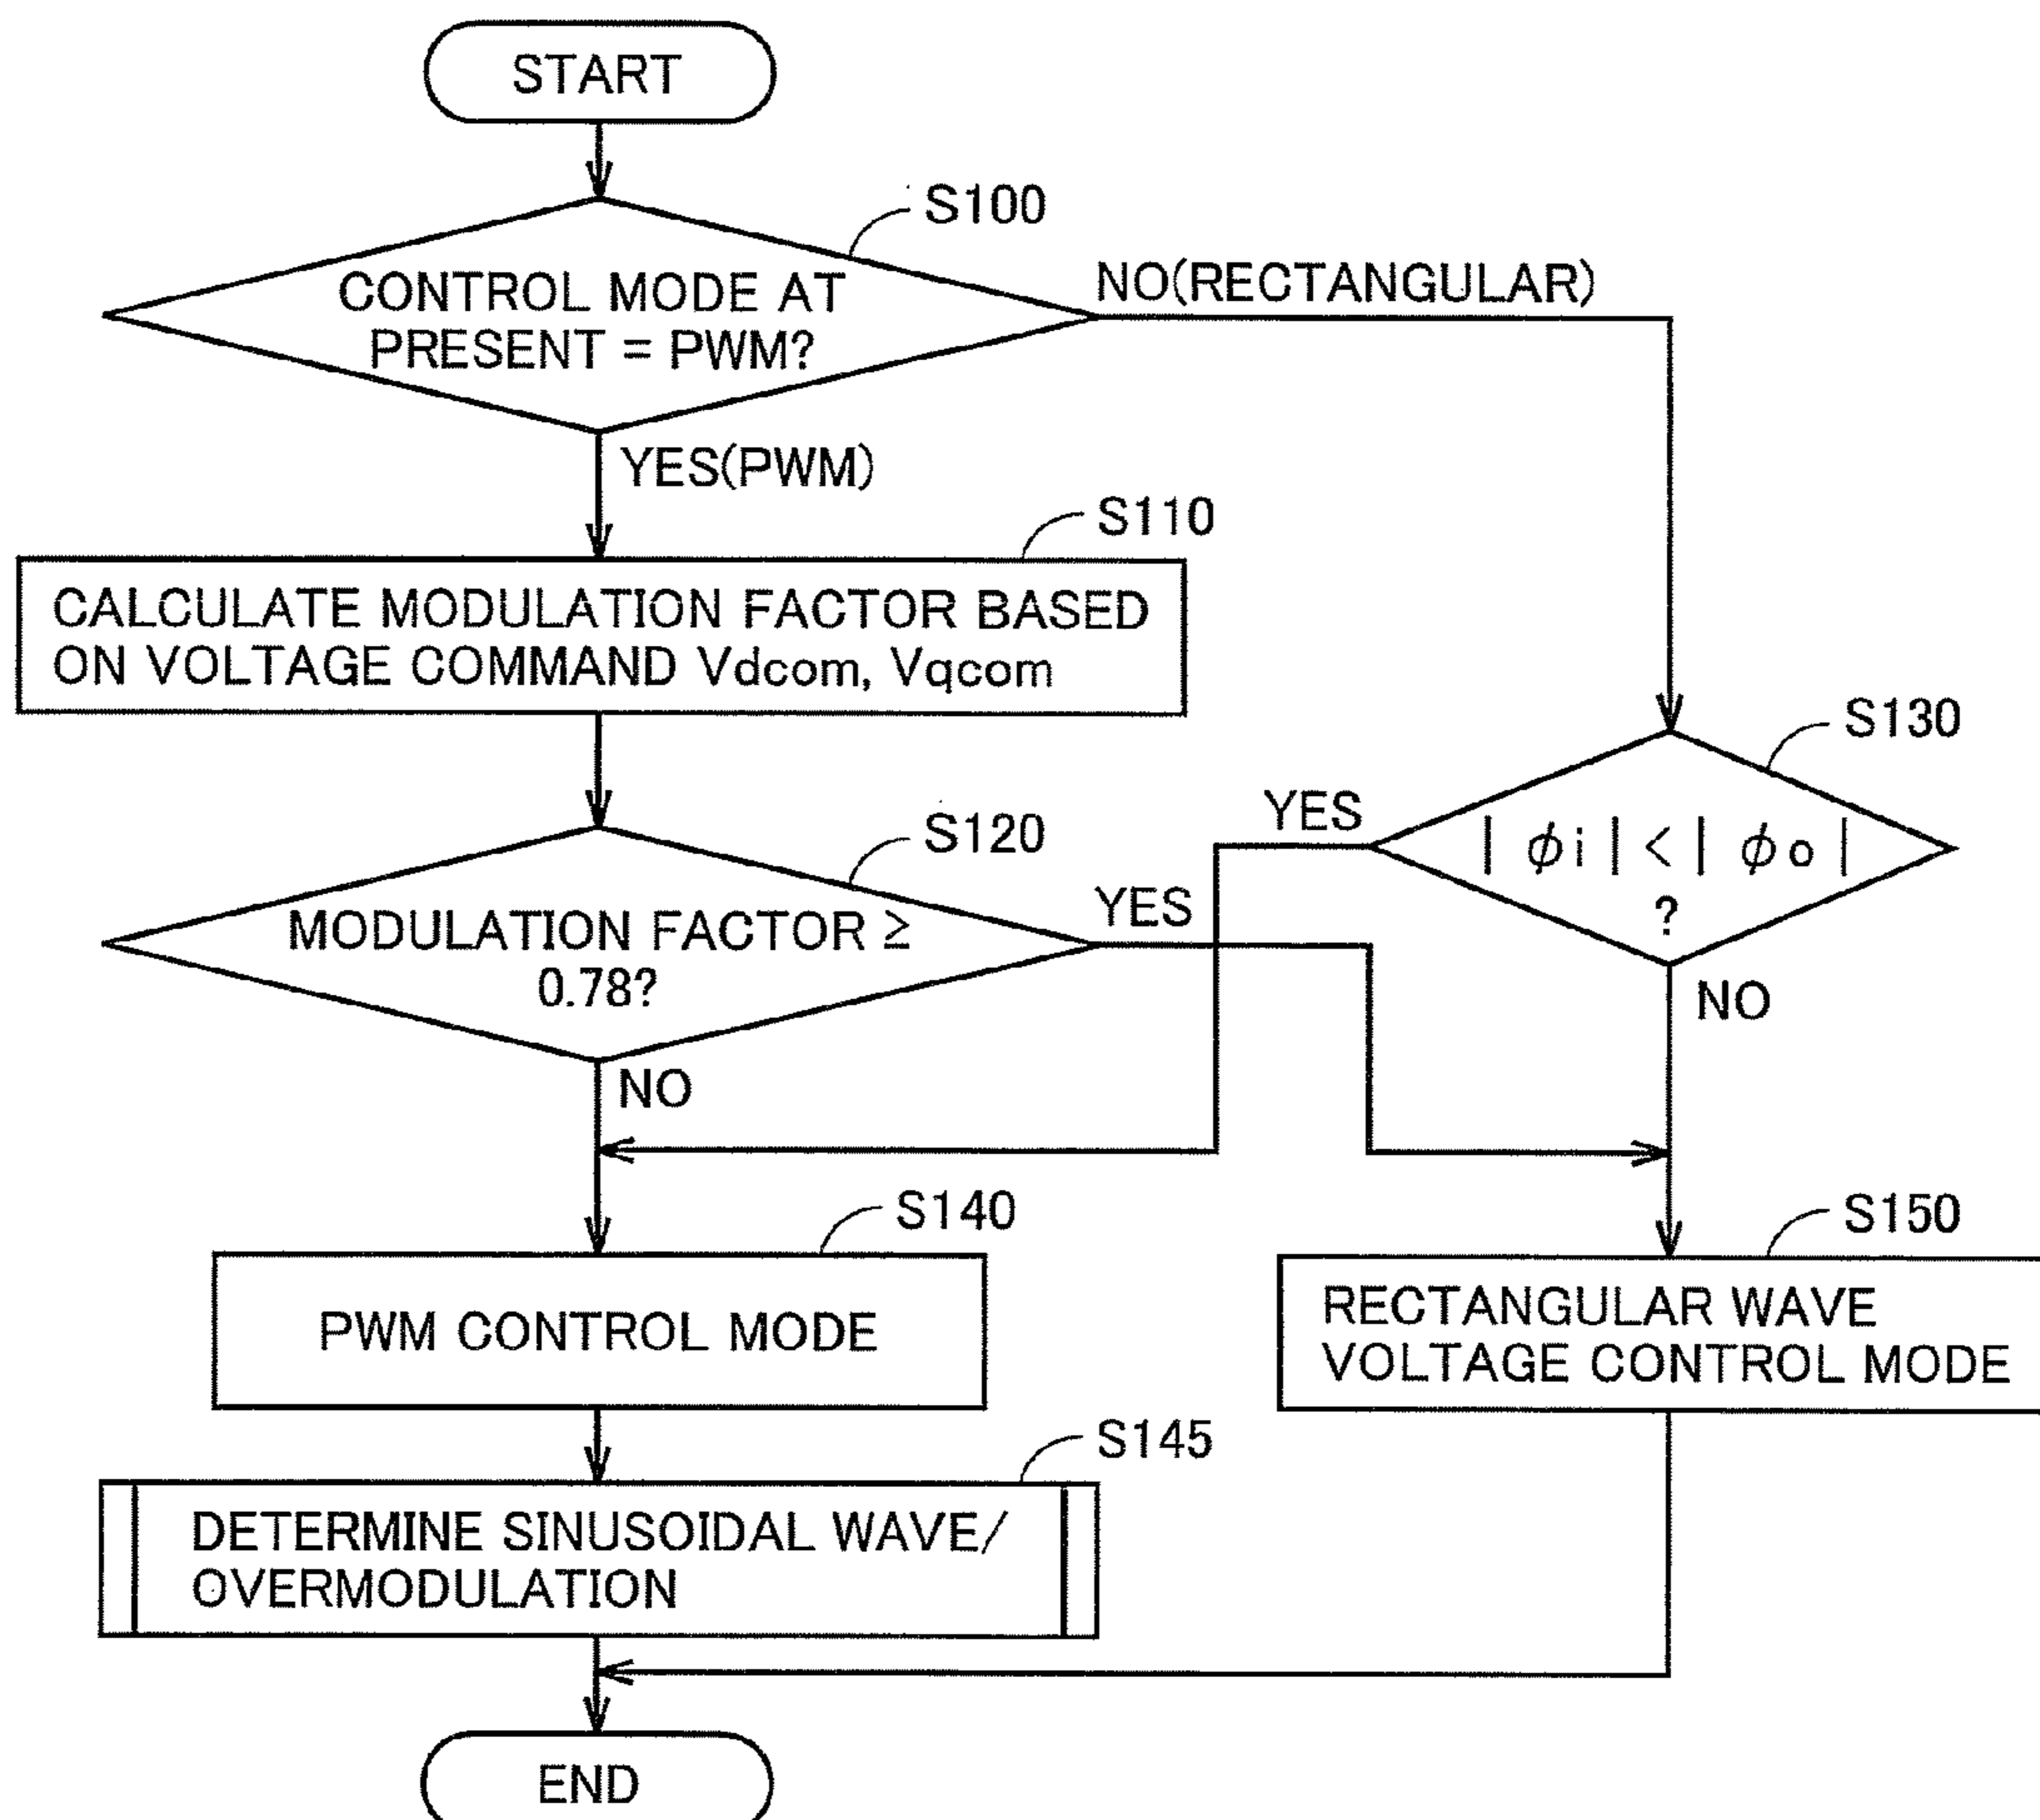 START
S100
CONTROL MODE AT
PRESENT = PWM?
NO(RECTANGULAR)
YES(PWM)
S110
CALCULATE MODULATION FACTOR BASED
ON VOLTAGE COMMAND Vdcom, Vqcom
S130
YES
| ϕi | < | ϕo |
?
NO
S120
YES
MODULATION FACTOR ≥
0.78?
NO
S140
PWM CONTROL MODE
S150
RECTANGULAR WAVE
VOLTAGE CONTROL MODE
S145
DETERMINE SINUSOIDAL WAVE/
OVERMODULATION
END